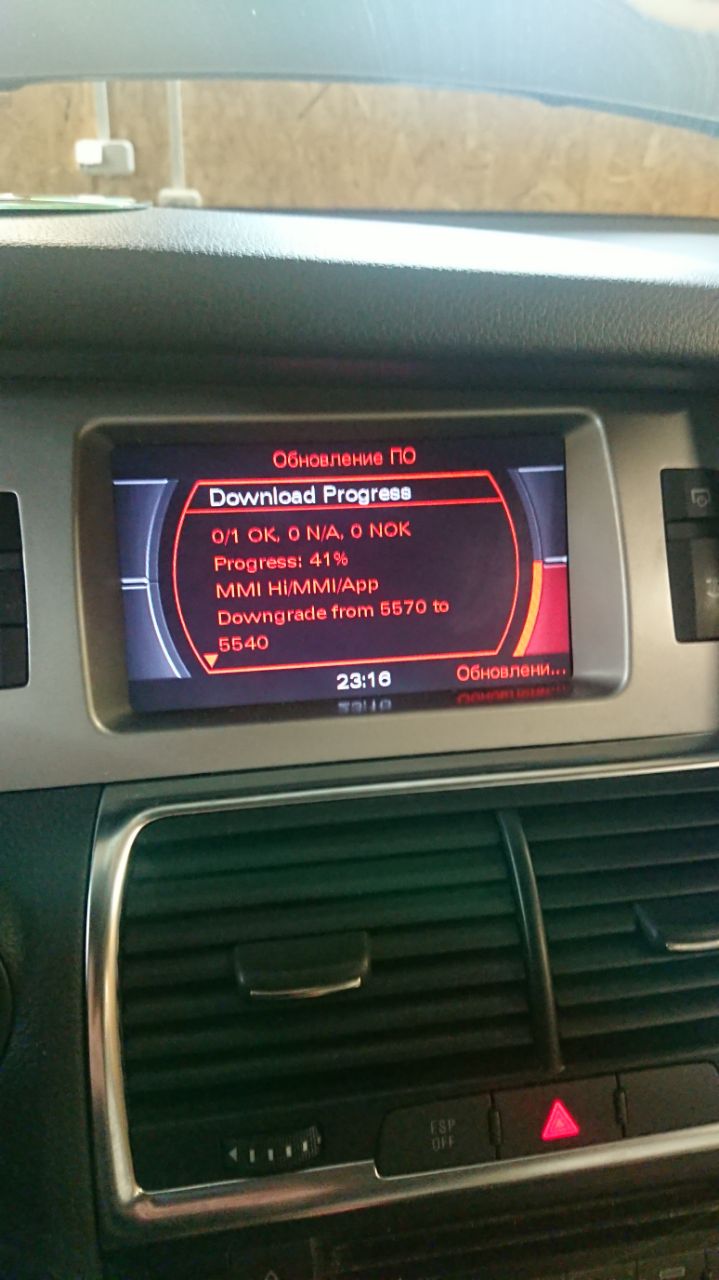 Обновление ПО
Download Progress
0/1 OK, 0 N/A, 0 NOK
Progress: 41%
MMI Hi/MMI/App
Downgrade from 5570 to
5540
23:16
Обновлени...
ESP
OFF